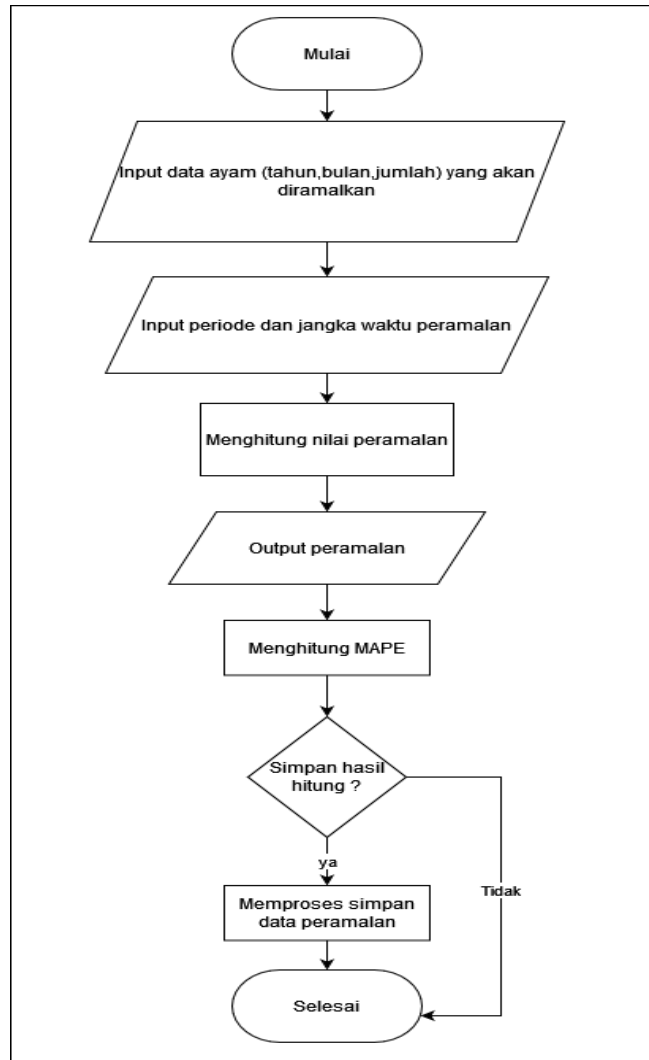 Mulai
Input data ayam (tahun,bulan,jumlah) yang akan
diramalkan
Input periode dan jangka waktu peramalan
Menghitung nilai peramalan
Output peramalan
Menghitung MAPE
Simpan hasil
hitung ?
ya
Tidak
Memproses simpan
data peramalan
Selesai